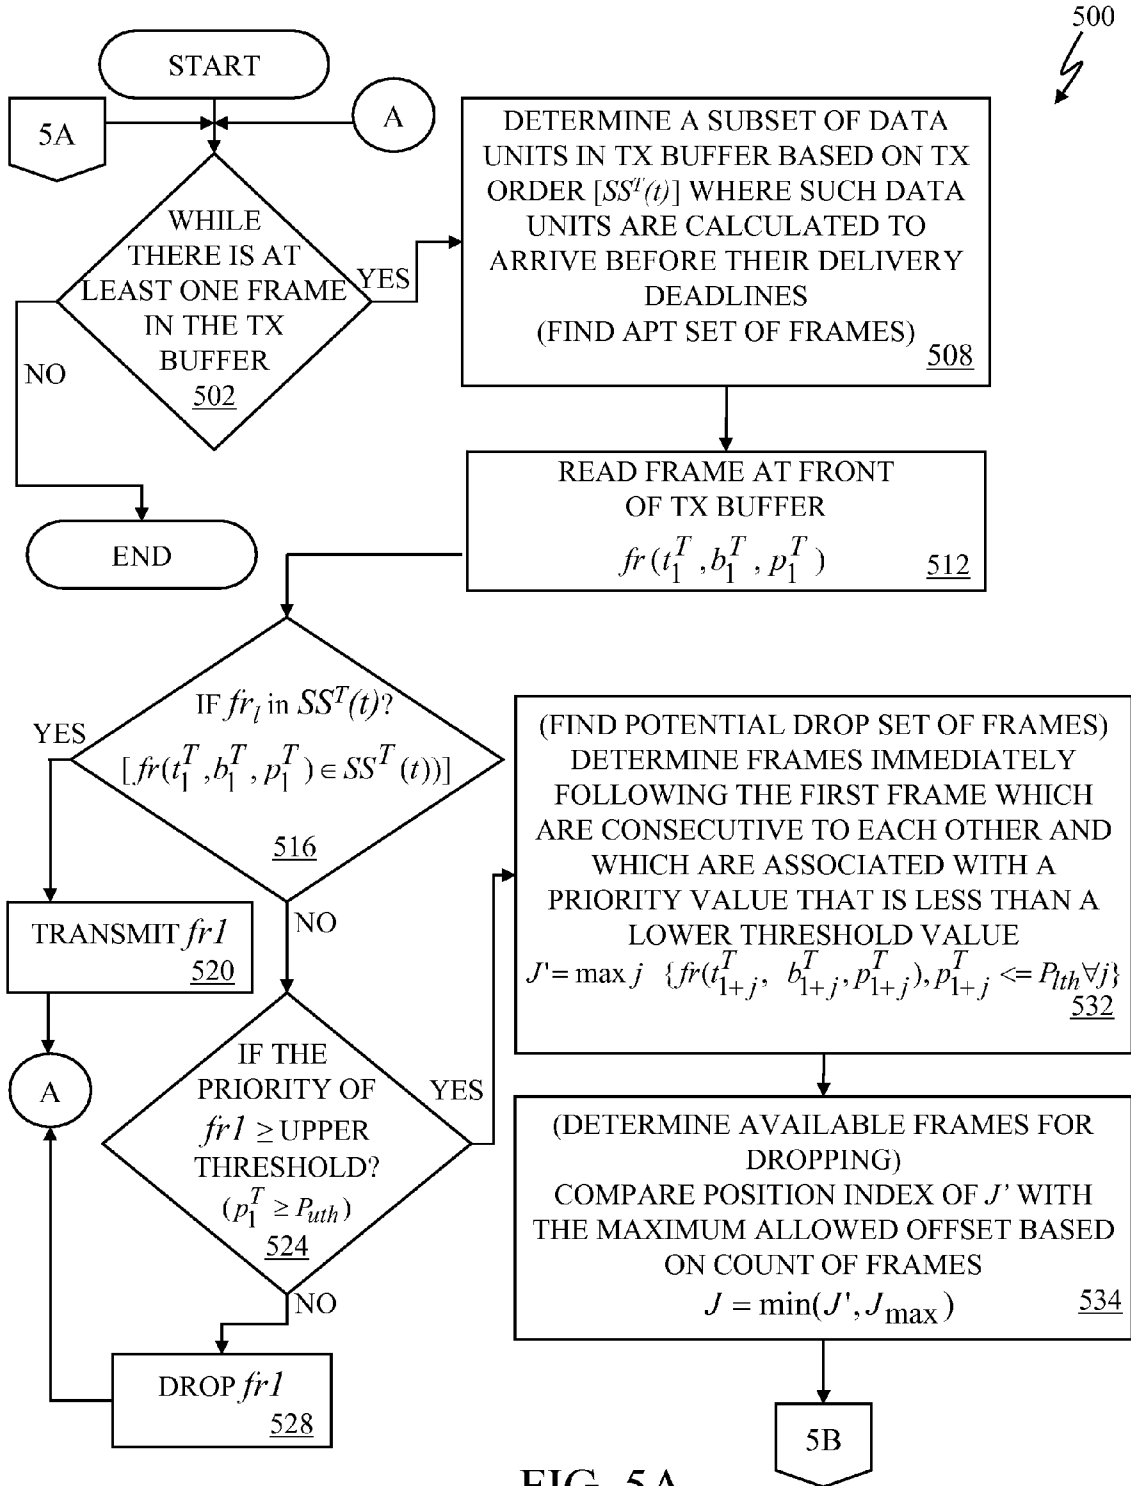 500
START
5A
A
WHILE
THERE IS AT
LEAST ONE FRAME
IN THE TX
BUFFER
502
YES
NO
END
DETERMINE A SUBSET OF DATA
UNITS IN TX BUFFER BASED ON TX
ORDER [SS^T(t)] WHERE SUCH DATA
UNITS ARE CALCULATED TO
ARRIVE BEFORE THEIR DELIVERY
DEADLINES
(FIND APT SET OF FRAMES)
508
READ FRAME AT FRONT
OF TX BUFFER
fr(t_1^T, b_1^T, p_1^T)
512
IF fr_l in SS^T(t)?
[fr(t_1^T, b_1^T, p_1^T) ∈ SS^T(t))]
516
YES
NO
TRANSMIT fr1
520
A
IF THE
PRIORITY OF
fr1 ≥ UPPER
THRESHOLD?
(p_1^T ≥ P_uth)
524
YES
NO
DROP fr1
528
(FIND POTENTIAL DROP SET OF FRAMES)
DETERMINE FRAMES IMMEDIATELY
FOLLOWING THE FIRST FRAME WHICH
ARE CONSECUTIVE TO EACH OTHER AND
WHICH ARE ASSOCIATED WITH A
PRIORITY VALUE THAT IS LESS THAN A
LOWER THRESHOLD VALUE
J'= max j {fr(t_{1+j}^T, b_{1+j}^T, p_{1+j}^T), p_{1+j}^T <= P_lth ∀j}
532
(DETERMINE AVAILABLE FRAMES FOR
DROPPING)
COMPARE POSITION INDEX OF J' WITH
THE MAXIMUM ALLOWED OFFSET BASED
ON COUNT OF FRAMES
J = min(J', J_max)
534
5B
FIG. 5A